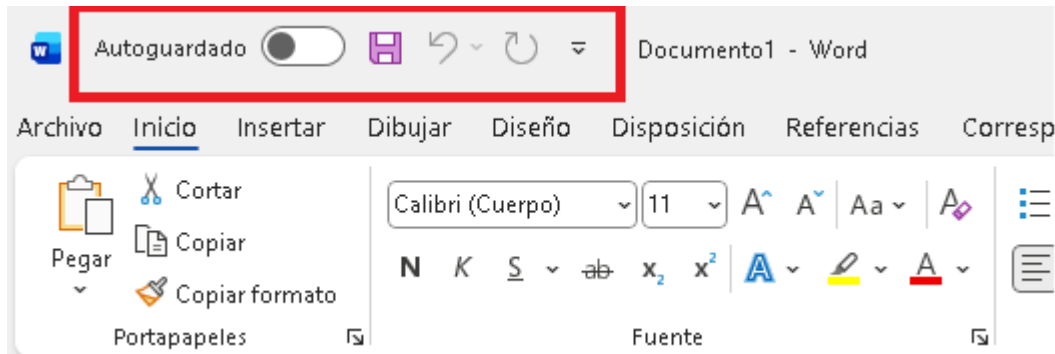 Autoguardado Documento1 - Word
Archivo Inicio Insertar Dibujar Diseño Disposición Referencias Corresp
Cortar Calibri (Cuerpo) 11 A A Aa A
Copiar
Pegar N K S ab x₂ x² A A
Copiar formato
Portapapeles Fuente